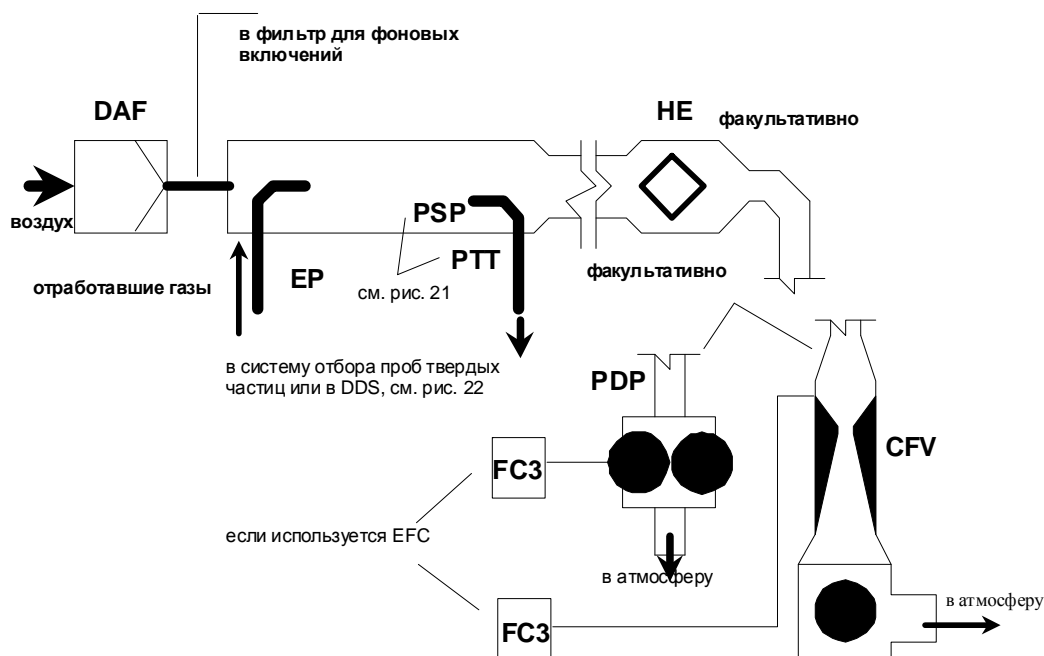 в фильтр для фоновых
включений
DAF
HE
факультативно
воздух
PSP
PTT
факультативно
отработавшие газы
EP
см. рис. 21
в систему отбора проб твердых
частиц или в DDS, см. рис. 22
PDP
CFV
FC3
если используется EFC
в атмосферу
в атмосферу
FC3